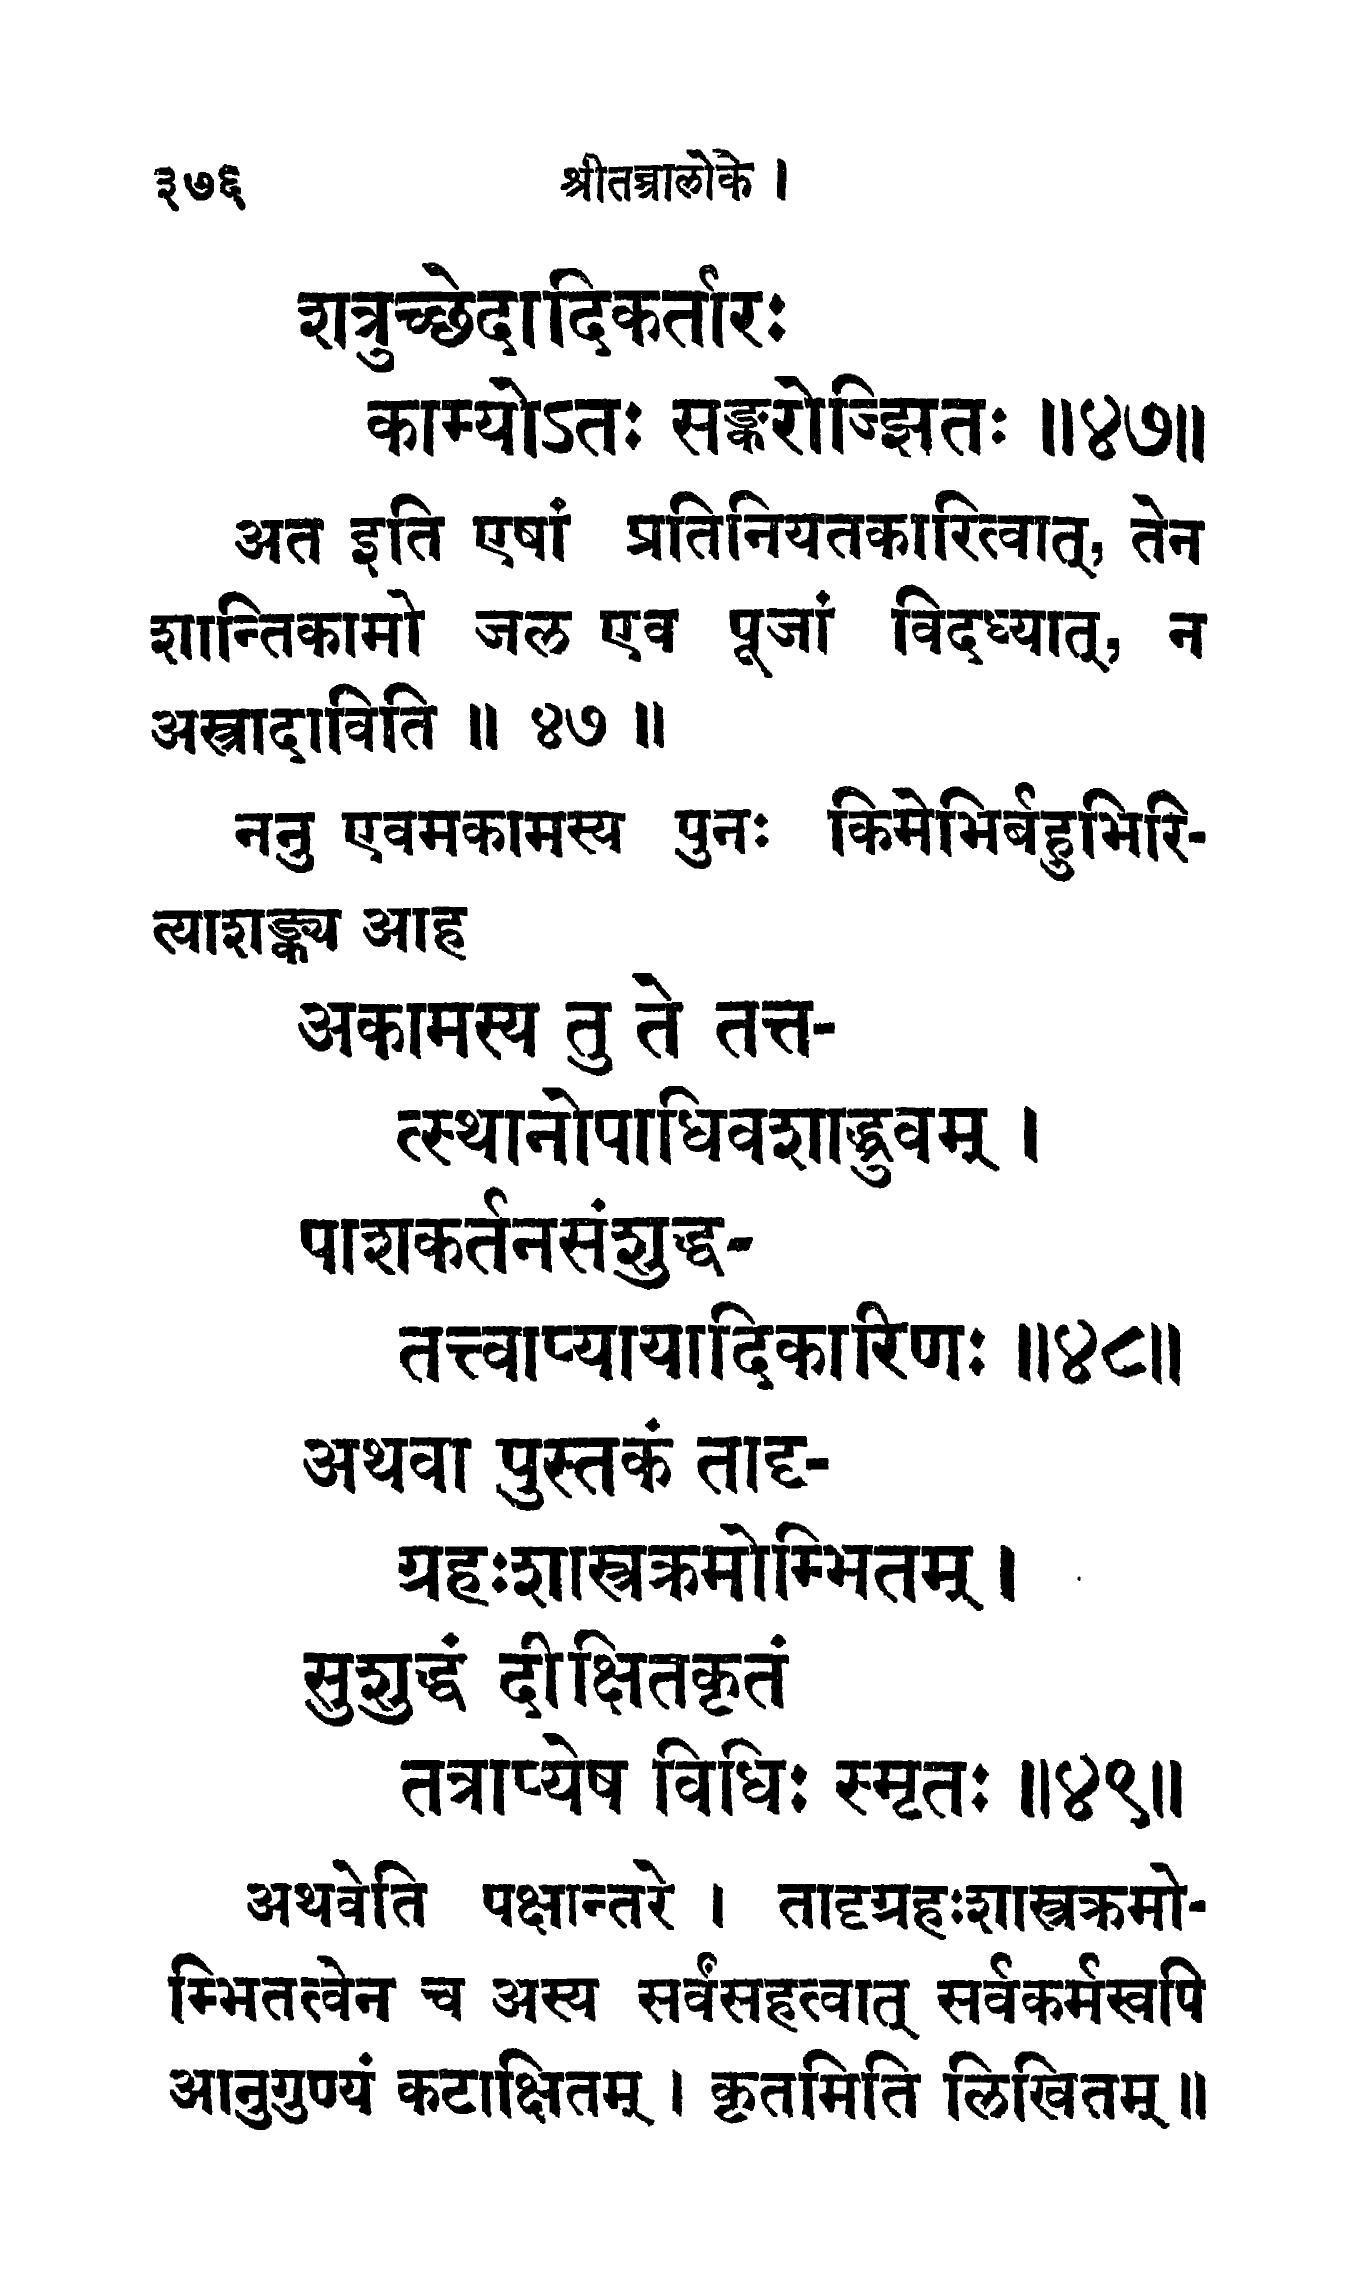 ३७६ श्रीतन्त्रालोके ।
शत्रुच्छेदादिकर्तारः
काम्योऽतः सङ्करोज्झितः ॥४७॥
अत इति एषां प्रतिनियतकारित्वात्, तेन
शान्तिकामो जल एव पूजां विदध्यात्, न
अस्त्रादाविति ॥ ४७ ॥
ननु एवमकामस्य पुनः किमेभिर्बहुभिरि-
त्याशङ्क्य आह
अकामस्य तु ते तत्त-
त्स्थानोपाधिवशाद्ध्रुवम् ।
पाशकर्तनसंशुद्ध-
तत्त्वाप्यायादिकारिणः ॥४८॥
अथवा पुस्तकं तादृ-
ग्रहःशास्त्रक्रमोम्भितम् ।
सुशुद्धं दीक्षितकृतं
तत्राप्येष विधिः स्मृतः ॥४९॥
अथवेति पक्षान्तरे । तादृग्रहःशास्त्रक्रमो-
म्भितत्वेन च अस्य सर्वंसहत्वात् सर्वकर्मस्वपि
आनुगुण्यं कटाक्षितम् । कृतमिति लिखितम् ॥